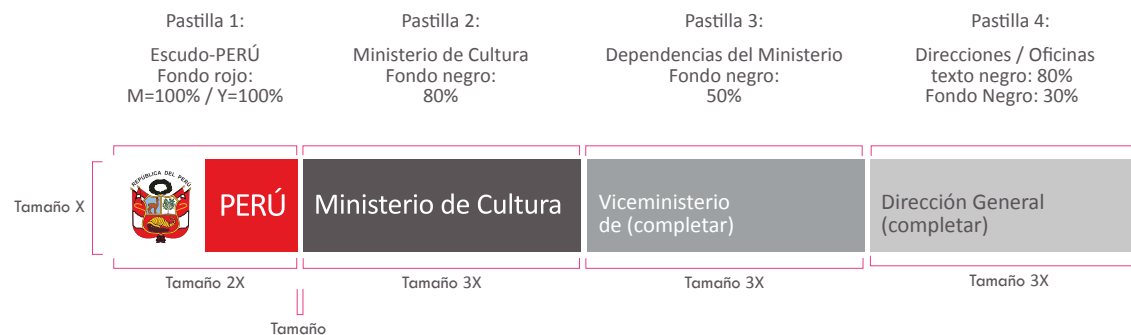 Pastilla 1:
Escudo-PERÚ
Fondo rojo:
M=100% / Y=100%
Pastilla 2:
Ministerio de Cultura
Fondo negro:
80%
Pastilla 3:
Dependencias del Ministerio
Fondo negro:
50%
Pastilla 4:
Direcciones / Oficinas
texto negro: 80%
Fondo Negro: 30%
Tamaño X
REPÚBLICA DEL PERÚ
PERÚ
Ministerio de Cultura
Viceministerio
de (completar)
Dirección General
(completar)
Tamaño 2X
Tamaño 3X
Tamaño 3X
Tamaño 3X
Tamaño